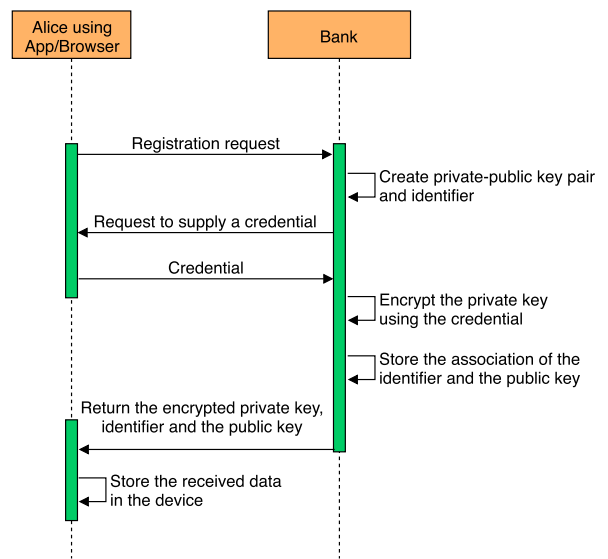 Alice using
App/Browser
Bank
Registration request
Create private-public key pair
and identifier
Request to supply a credential
Credential
Encrypt the private key
using the credential
Store the association of the
identifier and the public key
Return the encrypted private key,
identifier and the public key
Store the received data
in the device